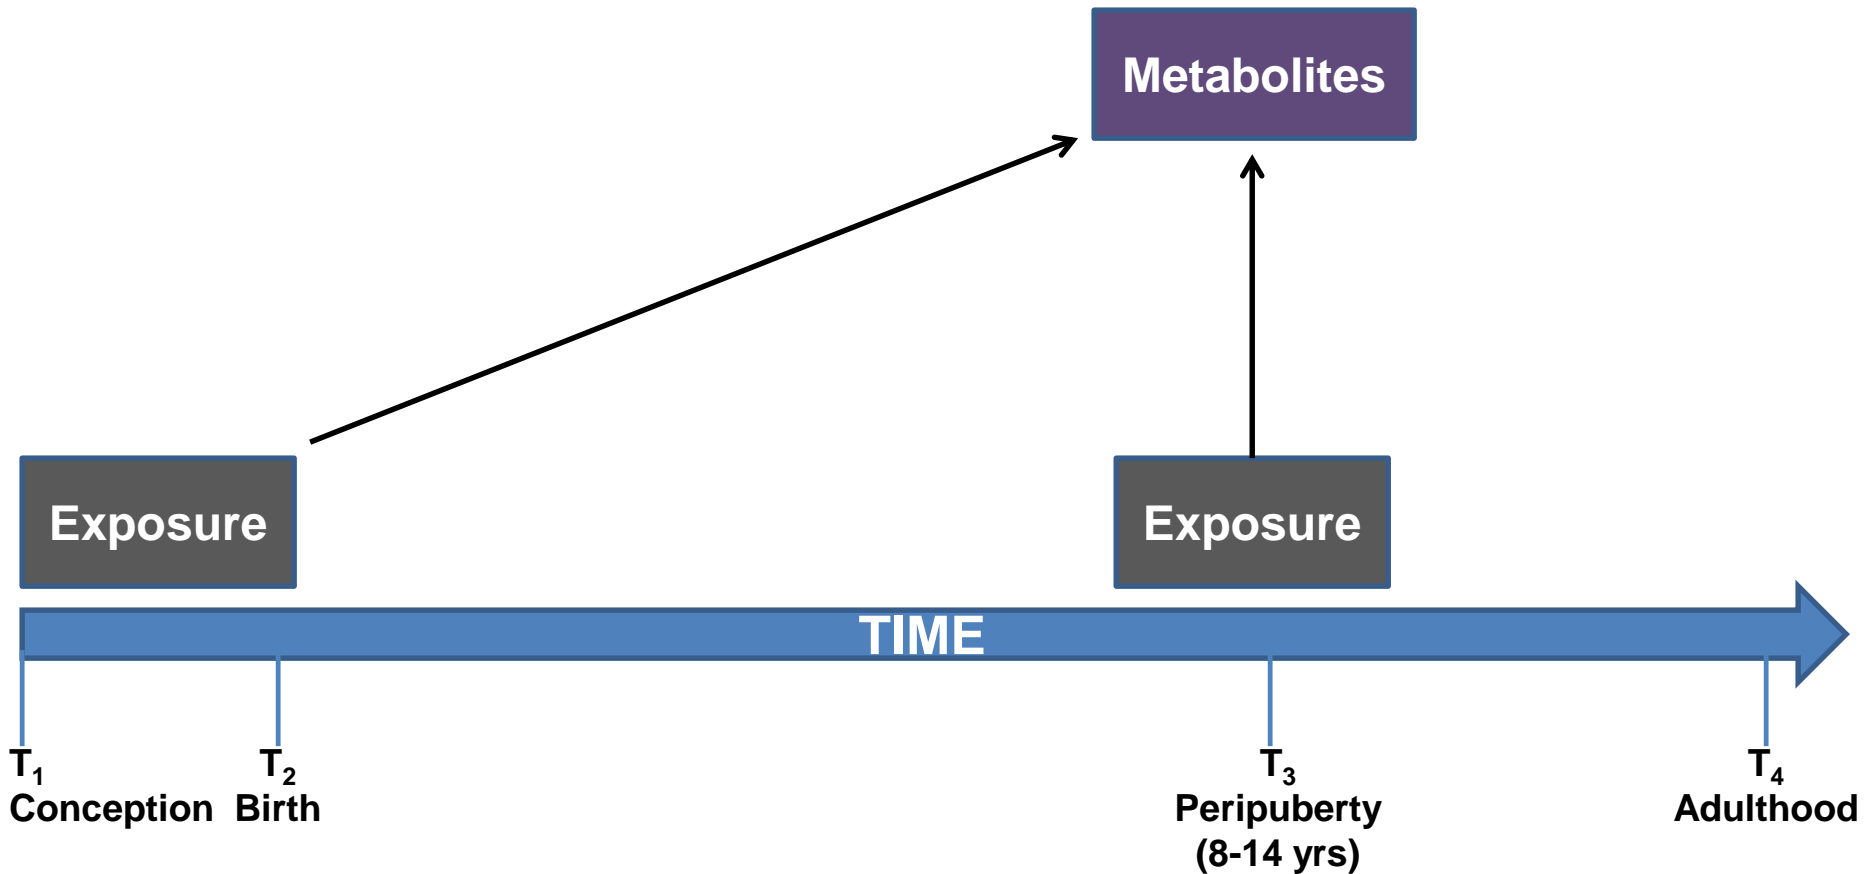 Metabolites
Exposure
Exposure
TIME
T₁
Conception
T₂
Birth
T₃
Peripuberty
(8-14 yrs)
T₄
Adulthood